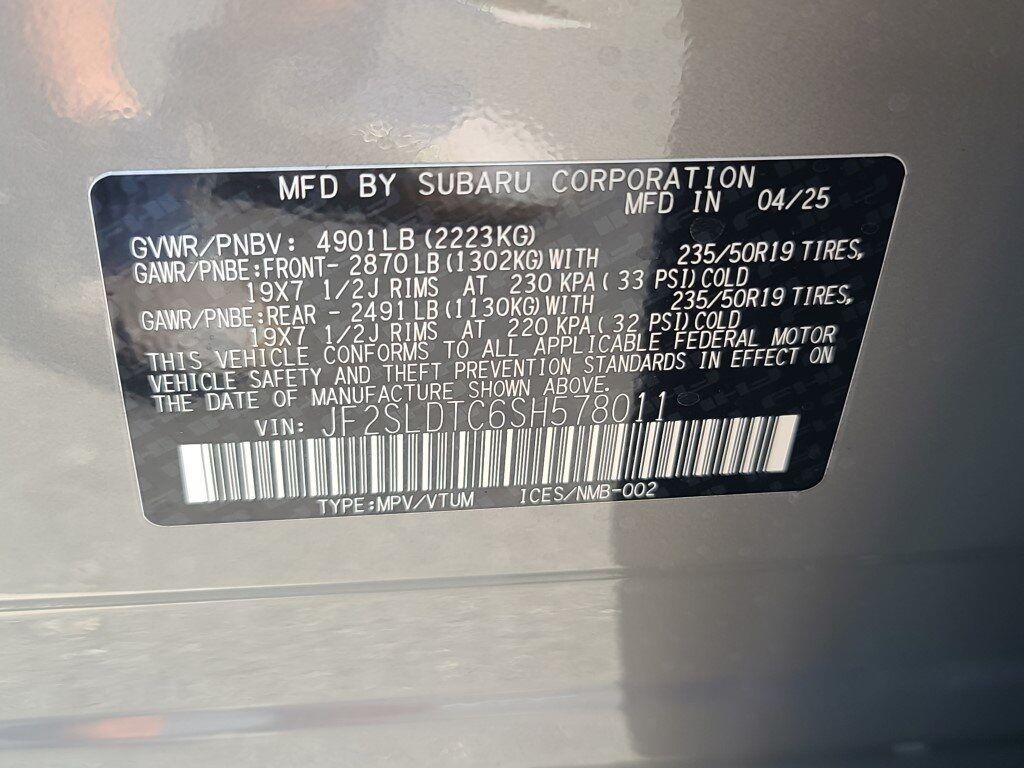 MFD BY SUBARU CORPORATION
MFD IN 04/25
GVWR/PNBV: 4901LB(2223KG)
GAWR/PNBE:FRONT- 2870LB(1302KG)WITH 235/50R19 TIRES,
19X7 1/2J RIMS AT 230 KPA(33 PSI)COLD
GAWR/PNBE:REAR - 2491LB(1130KG)WITH 235/50R19 TIRES,
19X7 1/2J RIMS AT 220 KPA(32 PSI)COLD
THIS VEHICLE CONFORMS TO ALL APPLICABLE FEDERAL MOTOR
VEHICLE SAFETY AND THEFT PREVENTION STANDARDS IN EFFECT ON
THE DATE OF MANUFACTURE SHOWN ABOVE.
VIN: JF2SLDTC6SH578011
TYPE:MPV/VTUM ICES/NMB-002